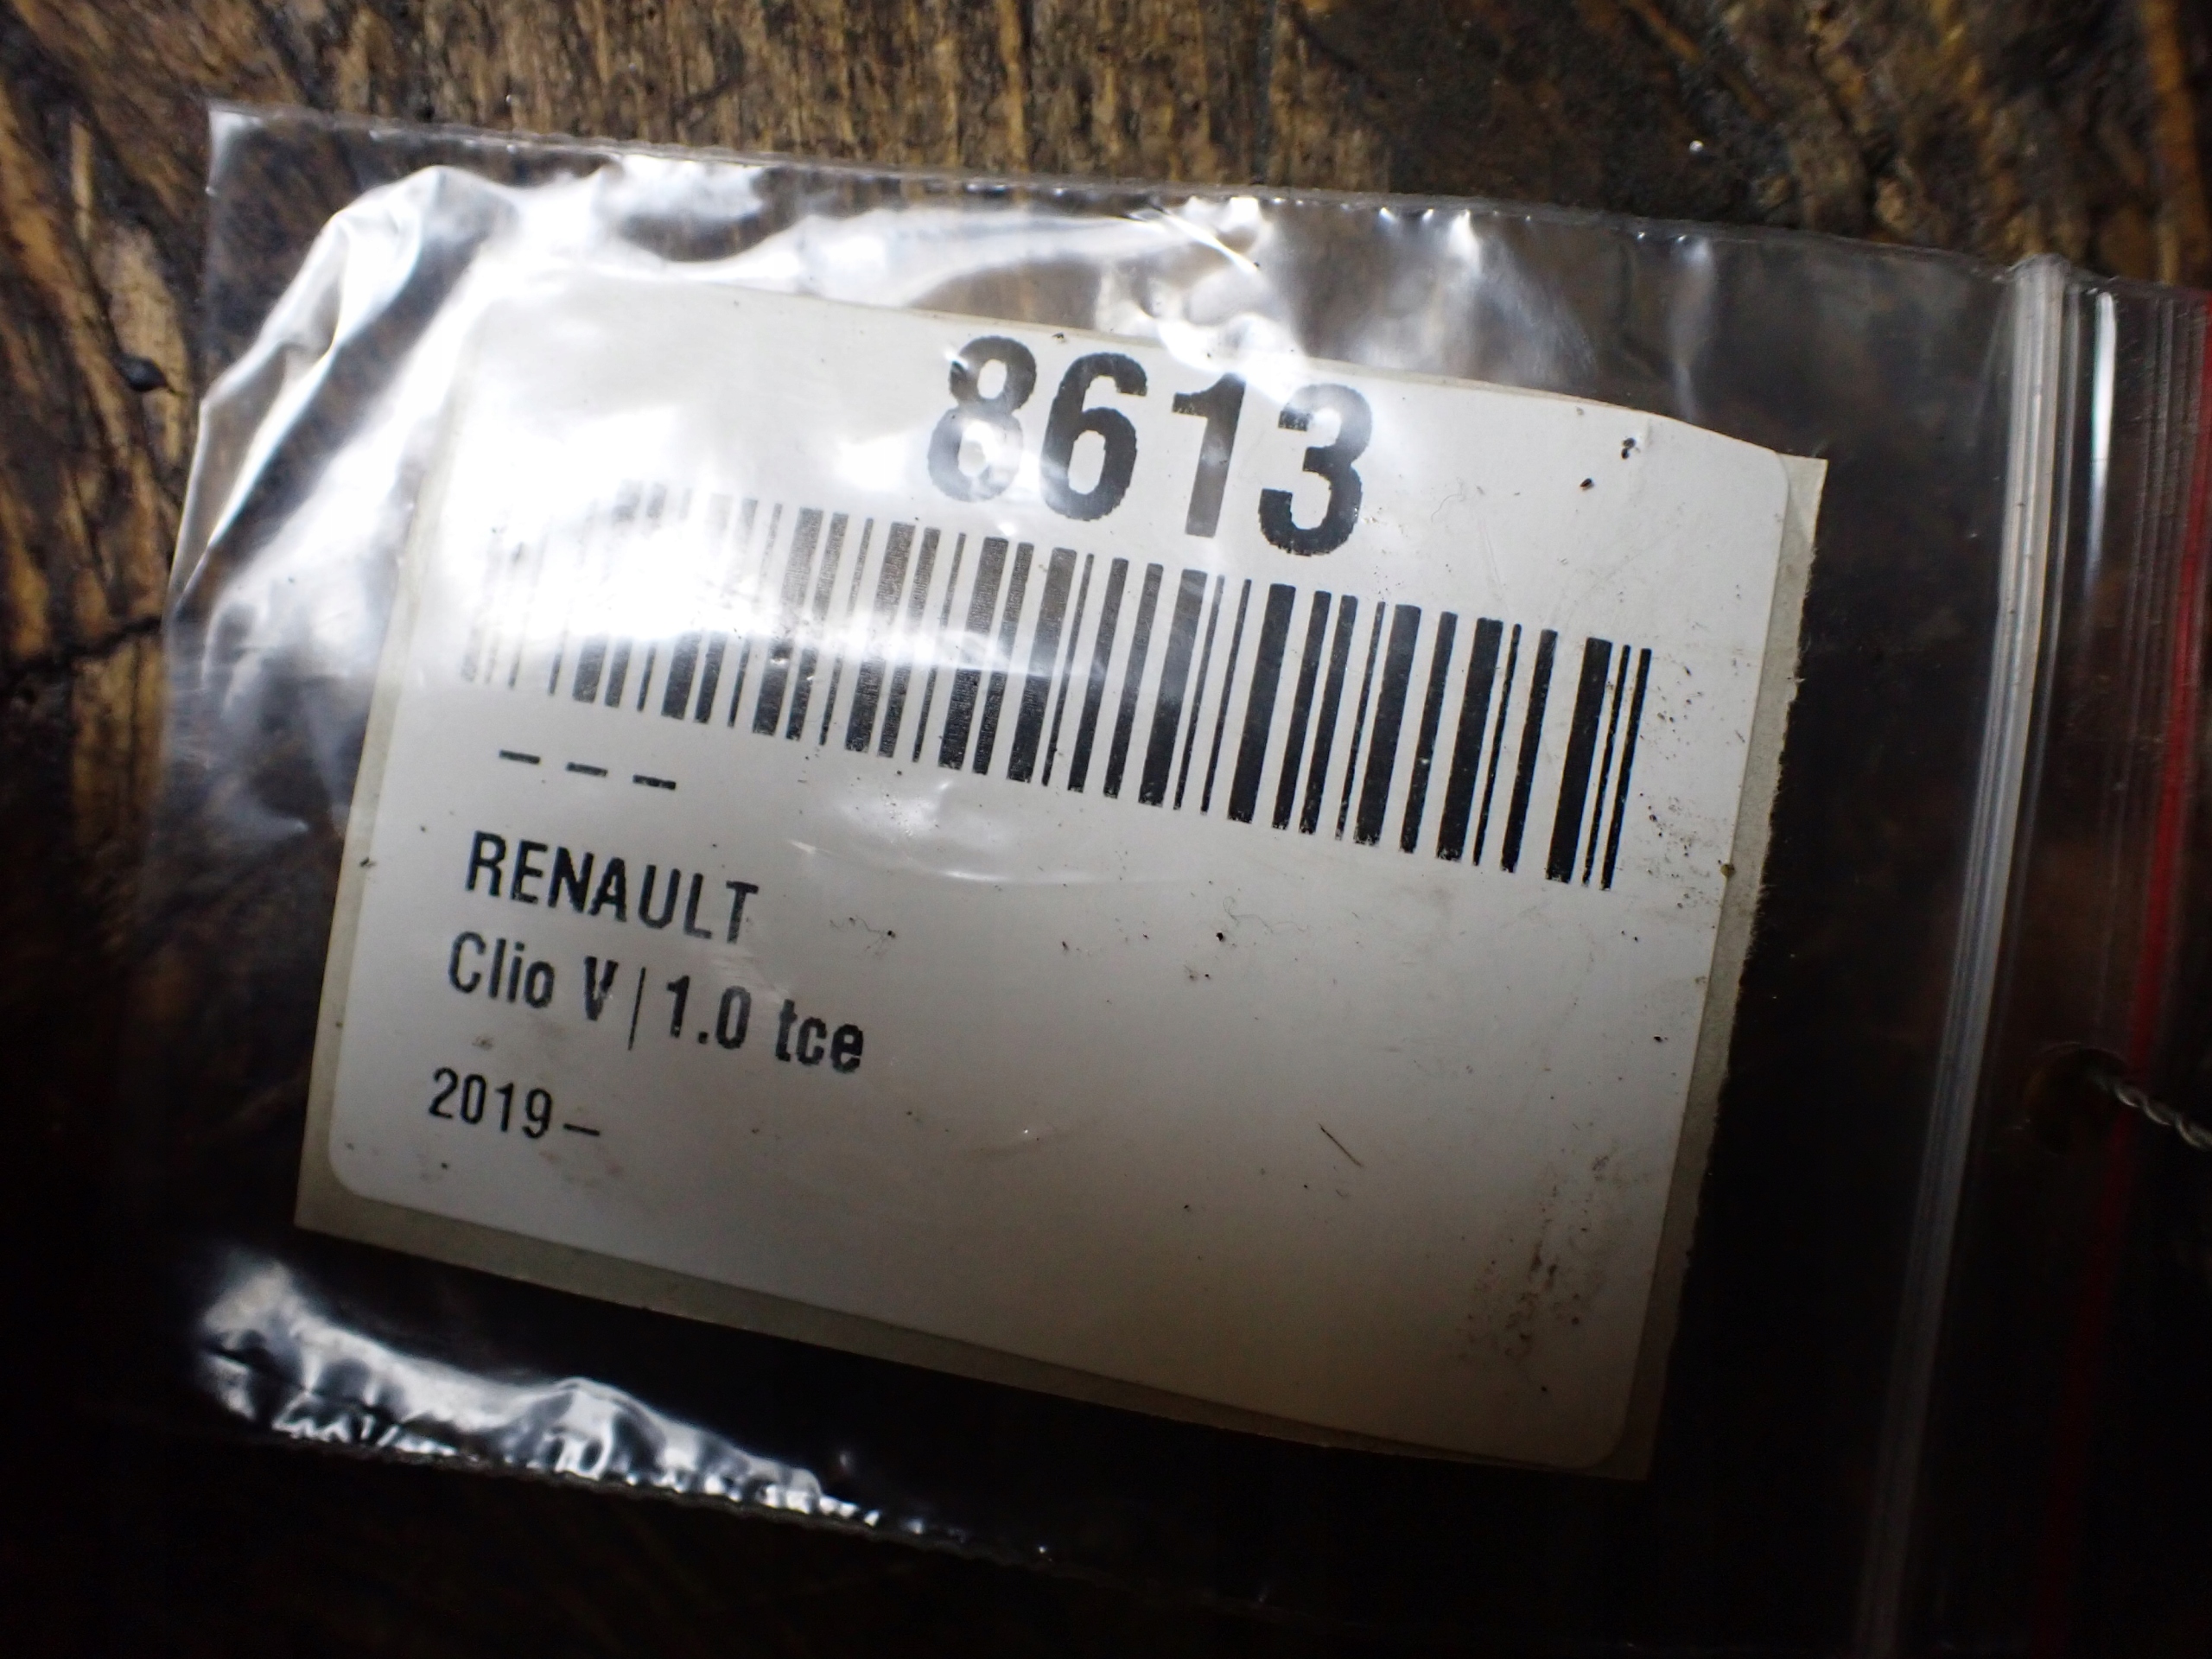 8613
– – –
RENAULT
Clio V | 1.0 tce
2019 –